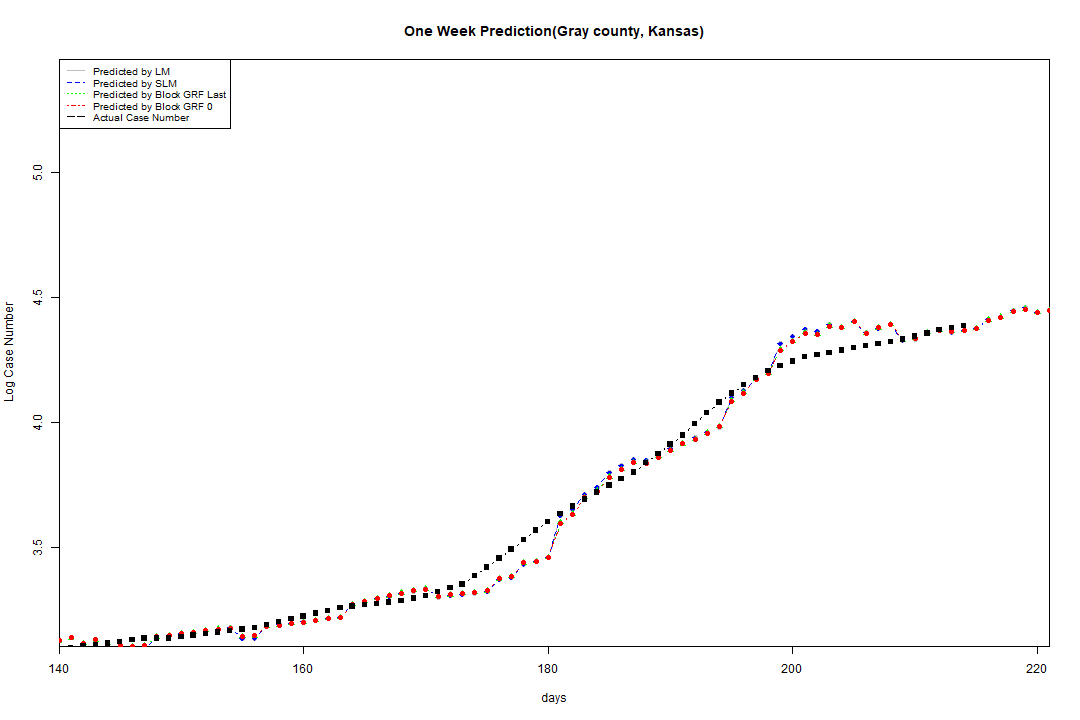 One Week Prediction(Gray county, Kansas)
Predicted by LM
Predicted by SLM
Predicted by Block GRF Last
Predicted by Block GRF 0
Actual Case Number
5.0
4.5
4.0
3.5
Log Case Number
140 160 180 200 220
days